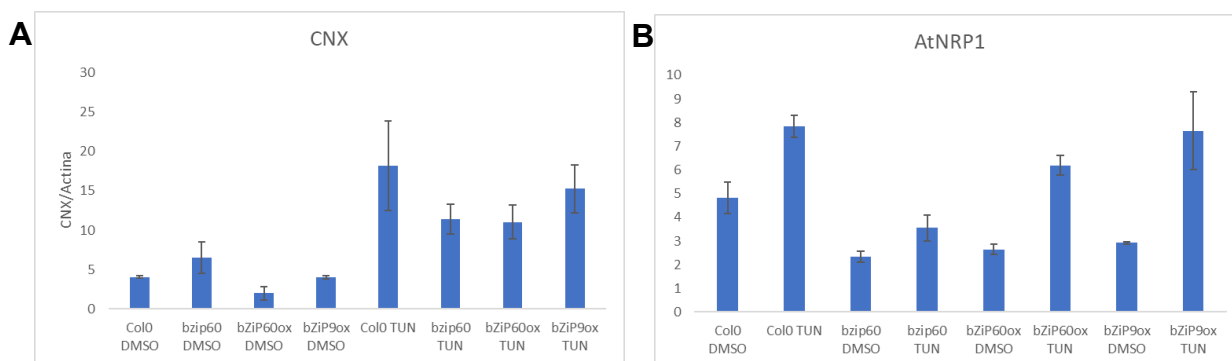 A
CNX
CNX/Actina
30
25
20
15
10
5
0
Col0 DMSO
bzip60 DMSO
bZiP60ox DMSO
bZiP9ox DMSO
Col0 TUN
bzip60 TUN
bZiP60ox TUN
bZiP9ox TUN
B
AtNRP1
10
9
8
7
6
5
4
3
2
1
0
Col0 DMSO
Col0 TUN
bzip60 DMSO
bzip60 TUN
bZiP60ox DMSO
bZiP60ox TUN
bZiP9ox DMSO
bZiP9ox TUN